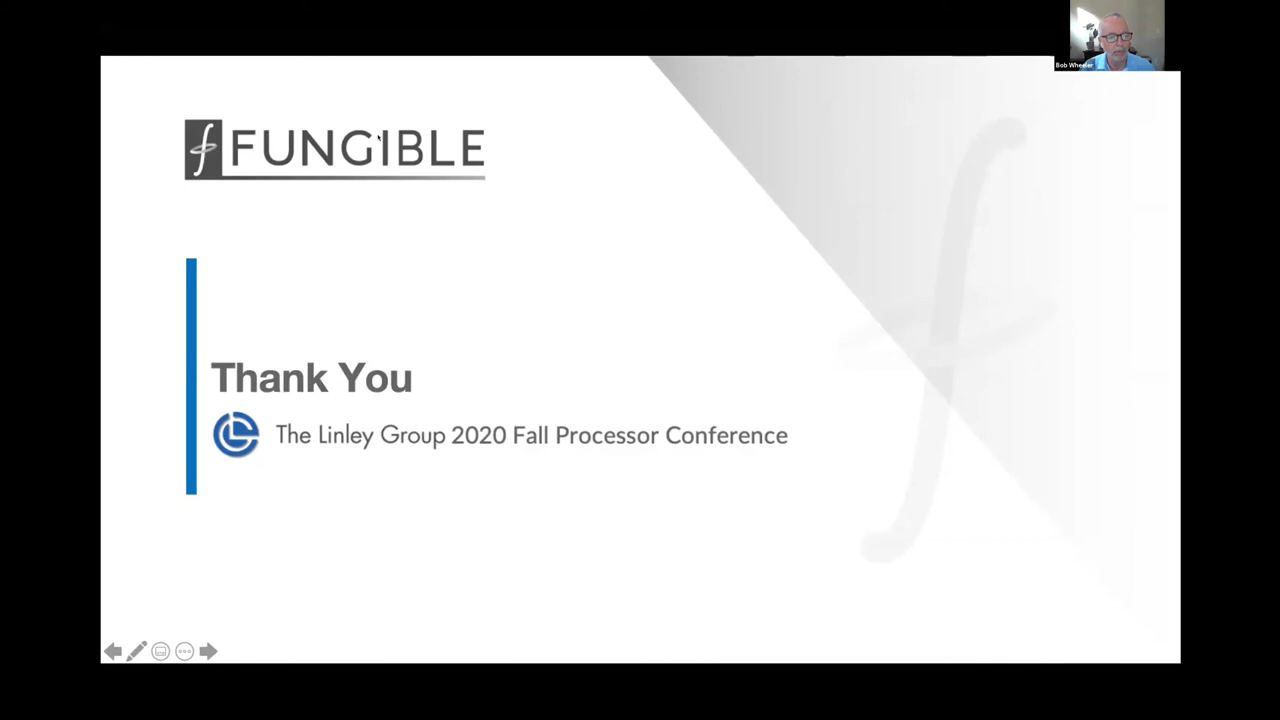 Bob Wheeler
FUNGIBLE
Thank You
The Linley Group 2020 Fall Processor Conference